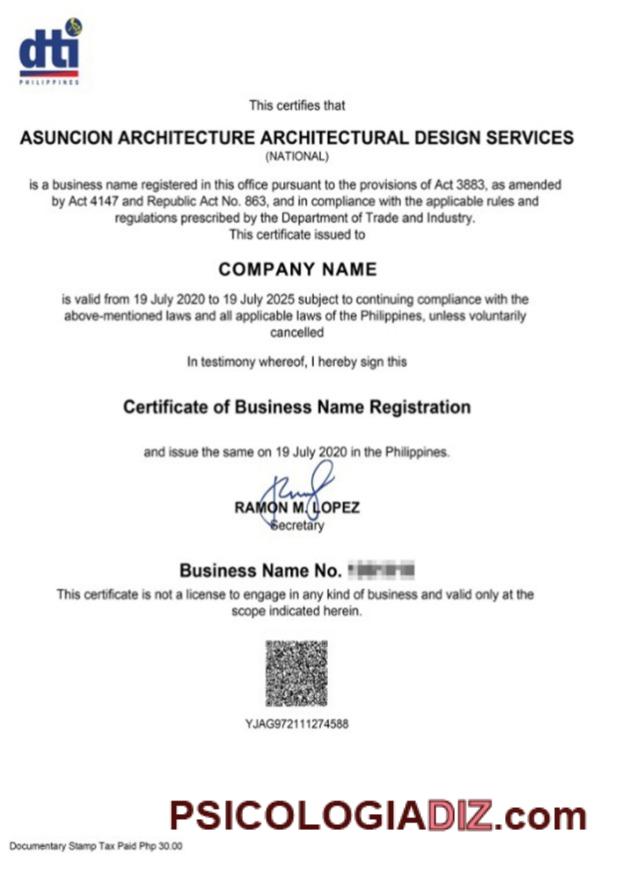 dti
PHILIPPINES
This certifies that
ASUNCION ARCHITECTURE ARCHITECTURAL DESIGN SERVICES
(NATIONAL)
is a business name registered in this office pursuant to the provisions of Act 3883, as amended
by Act 4147 and Republic Act No. 863, and in compliance with the applicable rules and
regulations prescribed by the Department of Trade and Industry.
This certificate issued to
COMPANY NAME
is valid from 19 July 2020 to 19 July 2025 subject to continuing compliance with the
above-mentioned laws and all applicable laws of the Philippines, unless voluntarily
cancelled
In testimony whereof, I hereby sign this
Certificate of Business Name Registration
and issue the same on 19 July 2020 in the Philippines.
RAMON M. LOPEZ
Secretary
Business Name No.
This certificate is not a license to engage in any kind of business and valid only at the
scope indicated herein.
YJAG972111274588
PSICOLOGIADIZ.com
Documentary Stamp Tax Paid Php 30.00